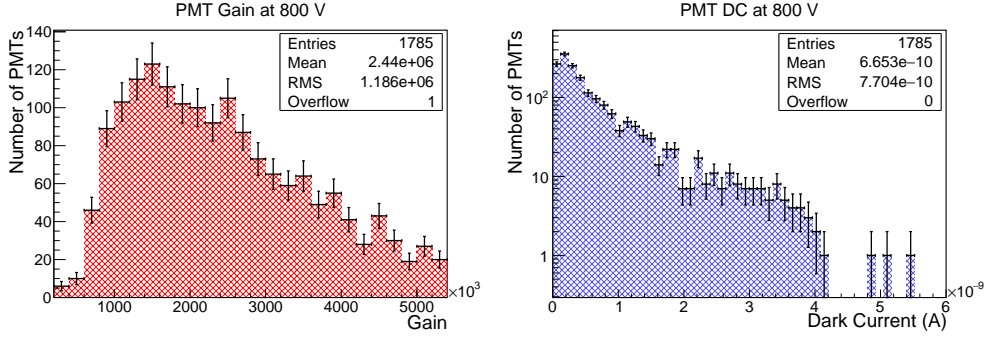 PMT Gain at 800 V
Number of PMTs
140
120
100
80
60
40
20
0
Entries 1785
Mean 2.44e+06
RMS 1.186e+06
Overflow 1
1000 2000 3000 4000 5000
×10³
Gain
PMT DC at 800 V
Number of PMTs
10²
10
1
Entries 1785
Mean 6.653e−10
RMS 7.704e−10
Overflow 0
0 1 2 3 4 5 6
×10⁻⁹
Dark Current (A)